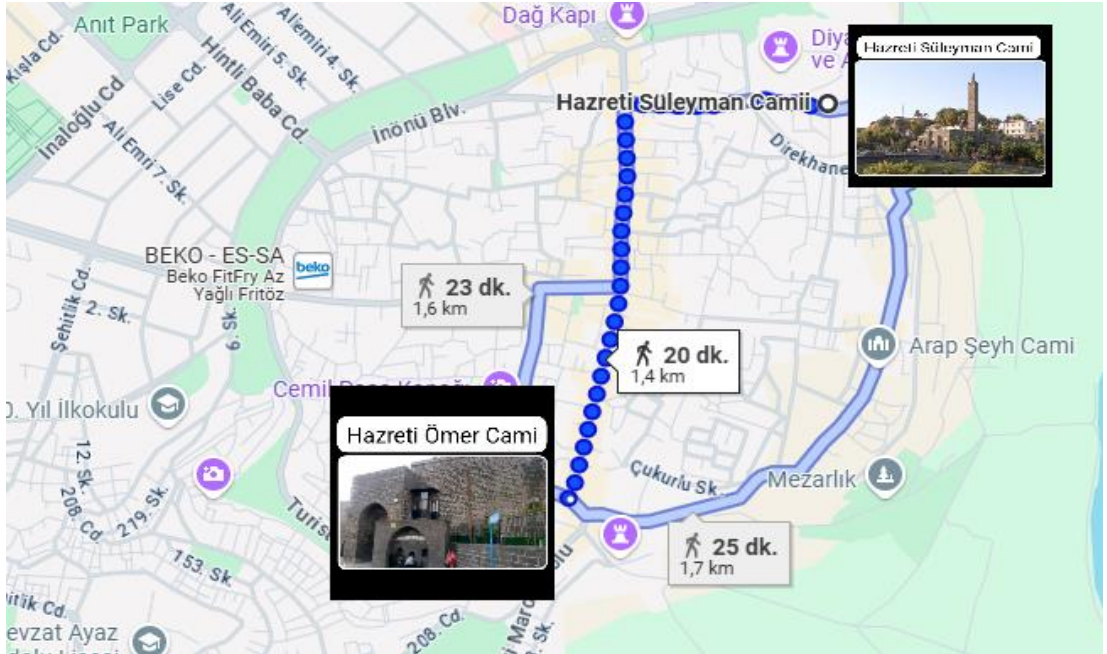 Anıt Park
Dağ Kapı
Kışla Cd.
Ali Emiri 5. Sk.
Aliemiri 4. Sk.
Hintli Baba Cd.
Lise Cd.
İnaloğlu Cd
Ali Emri 7. Sk.
İnönü Blv.
Diya
ve A
Hazreti Süleyman Cami
Hazreti Süleyman Camii
Direkhane
BEKO - ES-SA
Beko FitFry Az
Yağlı Fritöz
beko
Şehitlik Cd.
2. Sk.
6. Sk.
23 dk.
1,6 km
20 dk.
1,4 km
Arap Şeyh Cami
0. Yıl İlkokulu
Hazreti Ömer Cami
12. Sk.
208. Cd
219. Sk.
Çukurlu Sk.
Mezarlık
25 dk.
1,7 km
153. Sk.
208. Cd.
evzat Ayaz